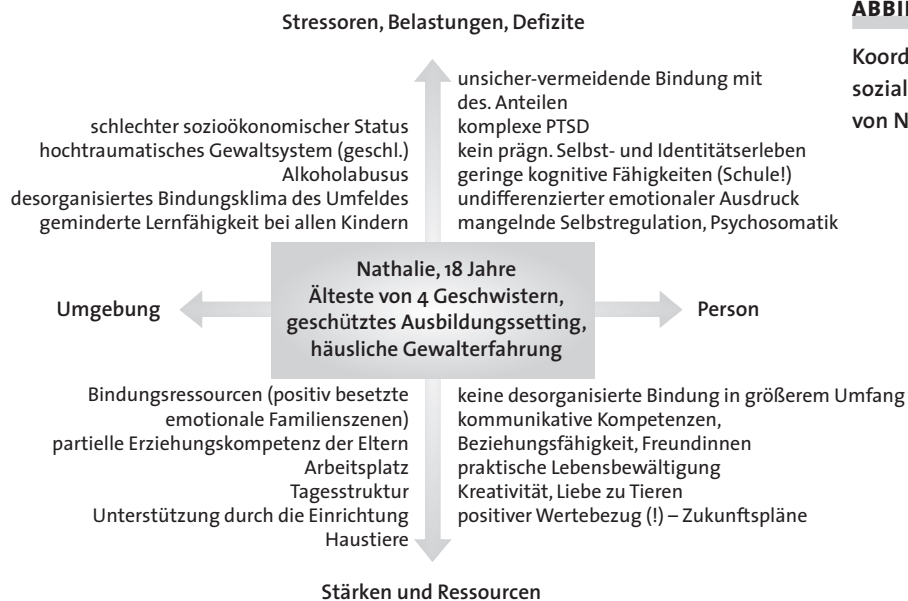 Stressoren, Belastungen, Defizite
schlechter sozioökonomischer Status
hochtraumatisches Gewaltsystem (geschl.)
Alkoholabusus
desorganisiertes Bindungsklima des Umfeldes
geminderte Lernfähigkeit bei allen Kindern
unsicher-vermeidende Bindung mit
des. Anteilen
komplexe PTSD
kein prägn. Selbst- und Identitätserleben
geringe kognitive Fähigkeiten (Schule!)
undifferenzierter emotionaler Ausdruck
mangelnde Selbstregulation, Psychosomatik
Umgebung
Nathalie, 18 Jahre
Älteste von 4 Geschwistern,
geschütztes Ausbildungssetting,
häusliche Gewalterfahrung
Person
Bindungsressourcen (positiv besetzte
emotionale Familienszenen)
partielle Erziehungskompetenz der Eltern
Arbeitsplatz
Tagesstruktur
Unterstützung durch die Einrichtung
Haustiere
keine desorganisierte Bindung in größerem Umfang
kommunikative Kompetenzen,
Beziehungsfähigkeit, Freundinnen
praktische Lebensbewältigung
Kreativität, Liebe zu Tieren
positiver Wertebezug (!) – Zukunftspläne
Stärken und Ressourcen
von